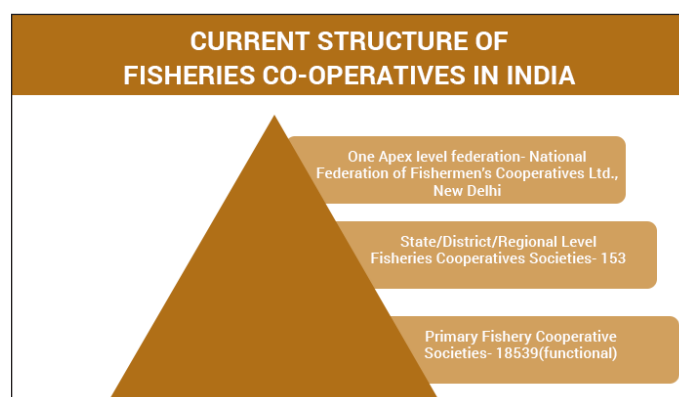 CURRENT STRUCTURE OF
FISHERIES CO-OPERATIVES IN INDIA
One Apex level federation- National
Federation of Fishermen's Cooperatives Ltd.,
New Delhi
State/District/Regional Level
Fisheries Cooperatives Societies- 153
Primary Fishery Cooperative
Societies- 18539(functional)